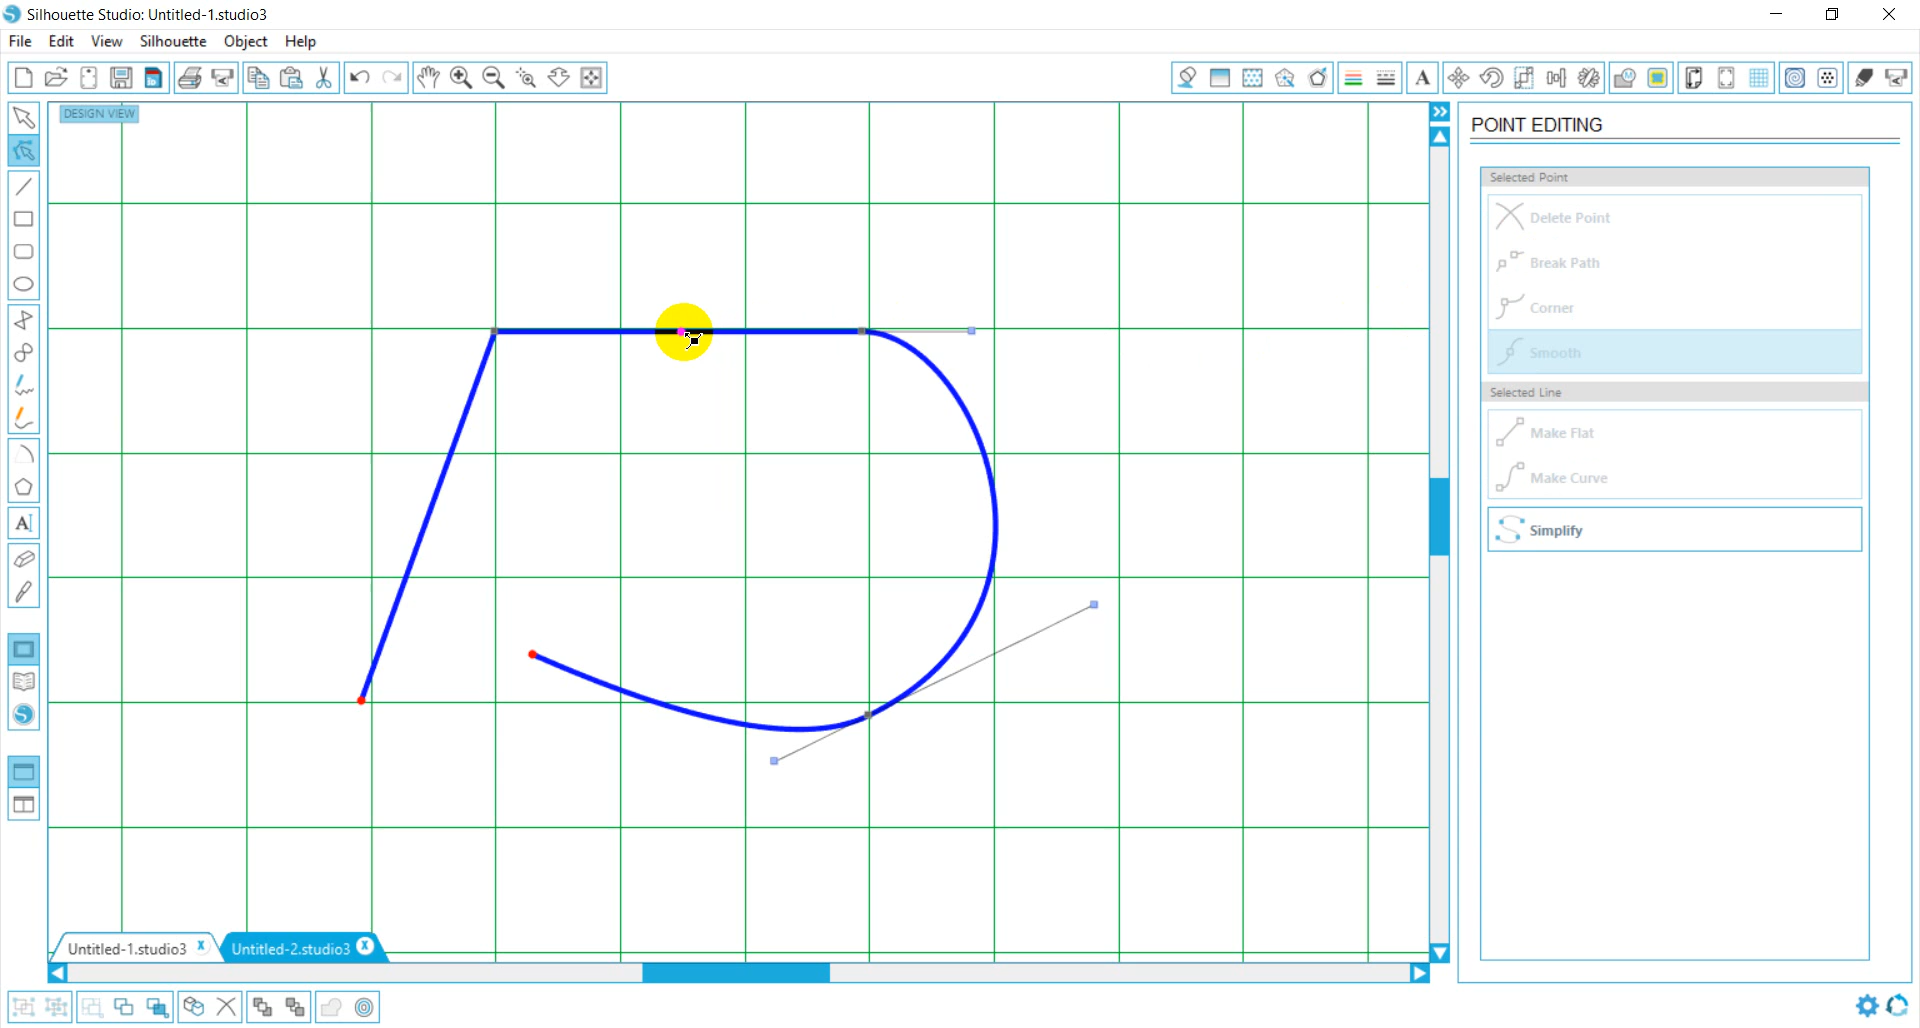 Silhouette Studio: Untitled-1.studio3
File Edit View Silhouette Object Help
DESIGN VIEW
POINT EDITING
Selected Point
Delete Point
Break Path
Corner
Smooth
Selected Line
Make Flat
Make Curve
Simplify
Untitled-1.studio3 x Untitled-2.studio3 x